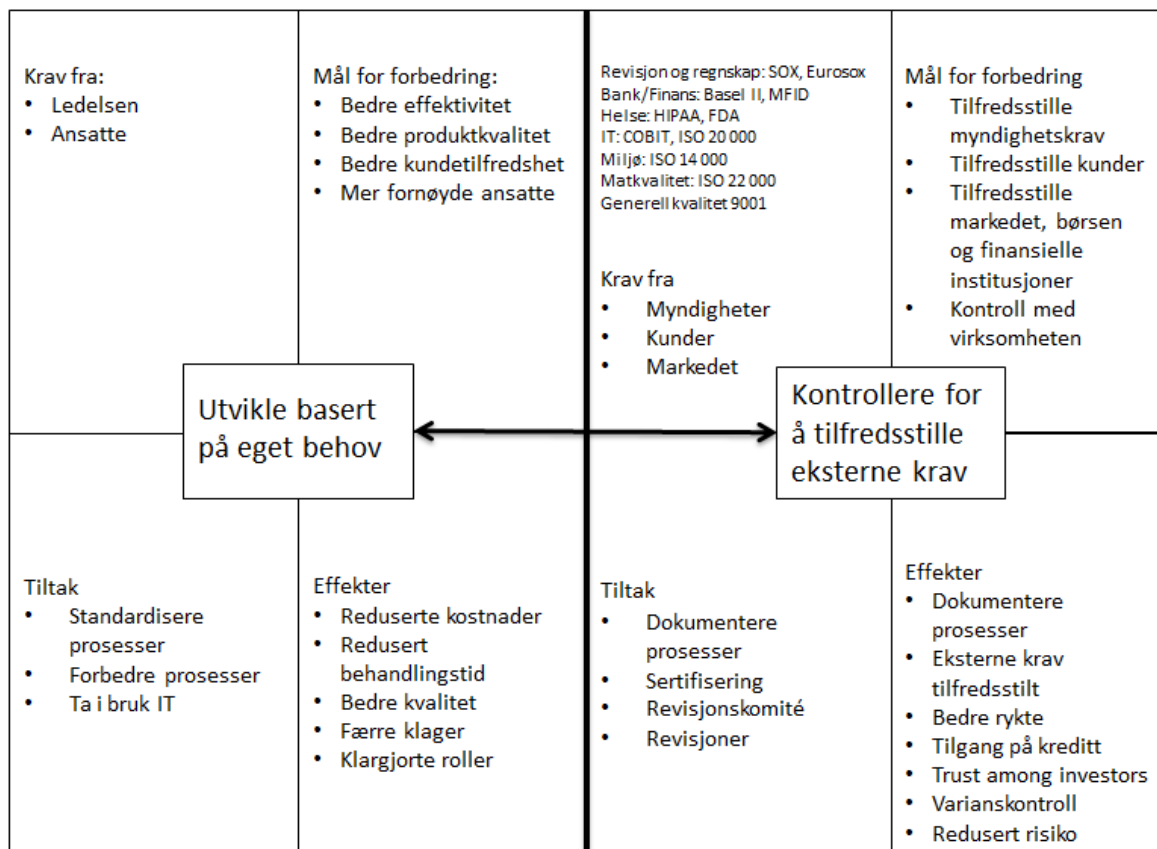 Krav fra:
• Ledelsen
• Ansatte
Mål for forbedring:
• Bedre effektivitet
• Bedre produktkvalitet
• Bedre kundetilfredshet
• Mer fornøyde ansatte
Revisjon og regnskap: SOX, Eurosox
Bank/Finans: Basel II, MFID
Helse: HIPAA, FDA
IT: COBIT, ISO 20 000
Miljø: ISO 14 000
Matkvalitet: ISO 22 000
Generell kvalitet 9001
Krav fra
• Myndigheter
• Kunder
• Markedet
Mål for forbedring
• Tilfredsstille
myndighetskrav
• Tilfredsstille kunder
• Tilfredsstille
markedet, børsen
og finansielle
institusjoner
• Kontroll med
virksomheten
Utvikle basert
på eget behov
Kontrollere for
å tilfredsstille
eksterne krav
Tiltak
• Standardisere
prosesser
• Forbedre prosesser
• Ta i bruk IT
Effekter
• Reduserte kostnader
• Redusert
behandlingstid
• Bedre kvalitet
• Færre klager
• Klargjorte roller
Tiltak
• Dokumentere
prosesser
• Sertifisering
• Revisjonskomité
• Revisjoner
Effekter
• Dokumentere
prosesser
• Eksterne krav
tilfredsstilt
• Bedre rykte
• Tilgang på kreditt
• Trust among investors
• Varianskontroll
• Redusert risiko